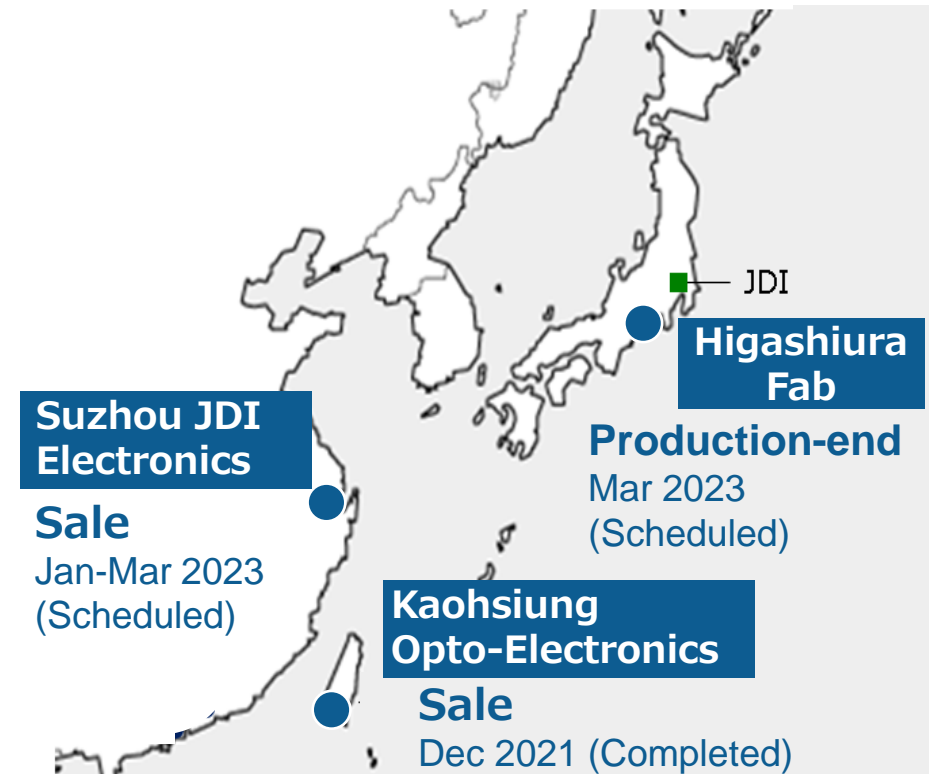 JDI
Higashiura
Fab
Production-end
Mar 2023
(Scheduled)
Suzhou JDI
Electronics
Sale
Jan-Mar 2023
(Scheduled)
Kaohsiung
Opto-Electronics
Sale
Dec 2021 (Completed)